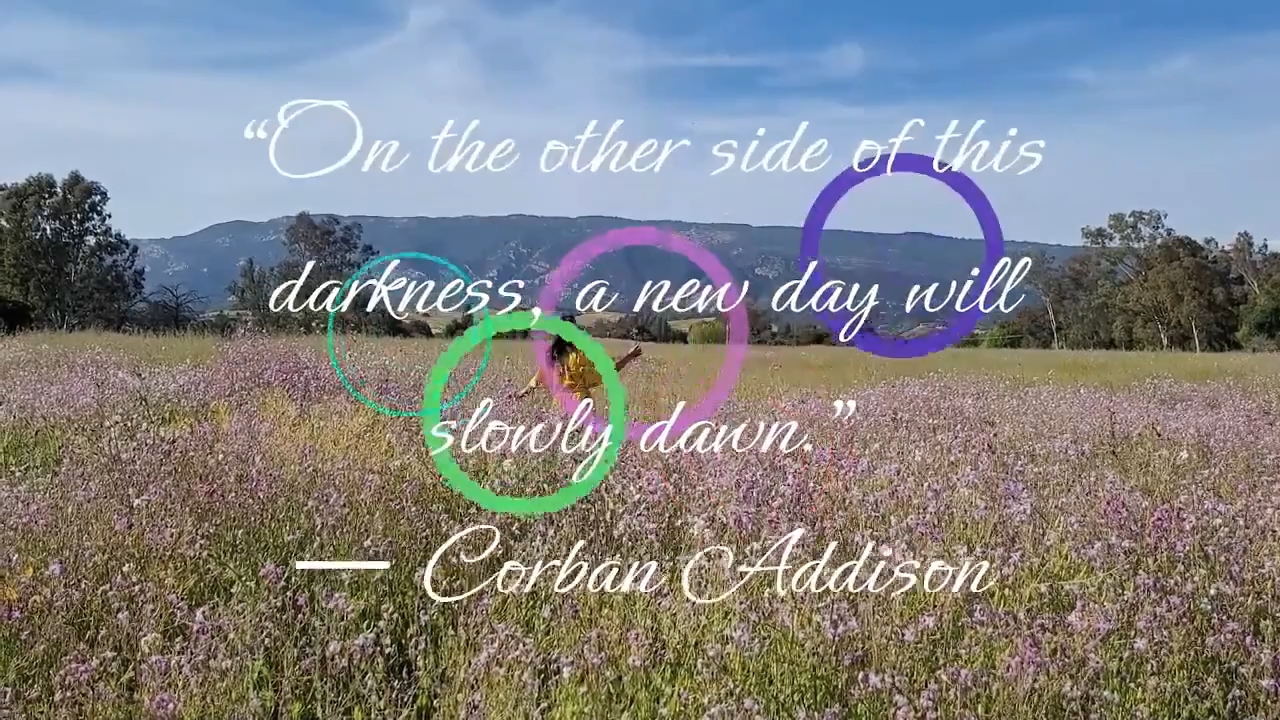 “On the other side of this
darkness, a new day will
slowly dawn.”
— Corban Addison